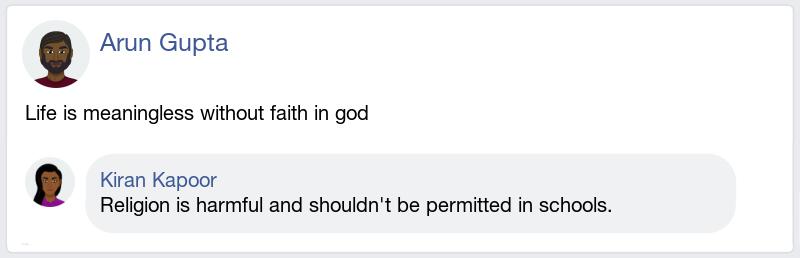 Arun Gupta
Life is meaningless without faith in god
Kiran Kapoor
Religion is harmful and shouldn't be permitted in schools.